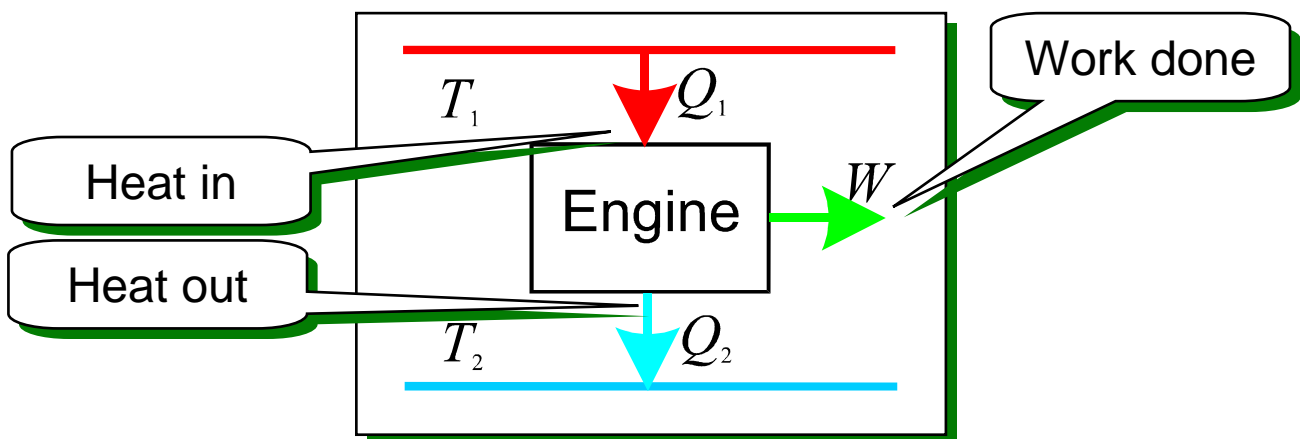 Work done
T₁
Q₁
Heat in
Engine
W
Heat out
T₂
Q₂